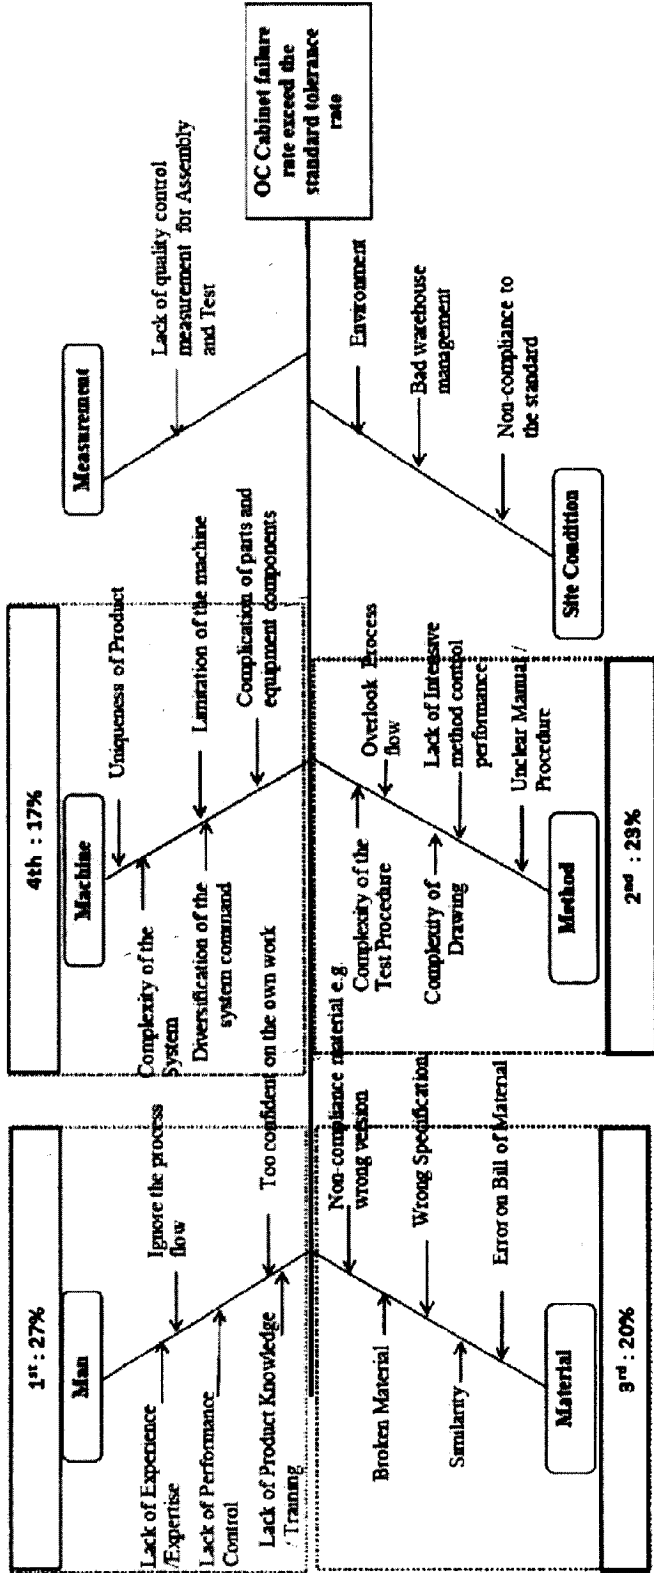 1st : 27%
Man
Lack of Experience
/Expertise
Lack of Performance
Control
Lack of Product Knowledge
/ Training
Ignore the process
flow
Too confident on the own work
4th : 17%
Machine
Complexity of the
System
Diversification of the
system command
Uniqueness of Product
Limitation of the machine
Complication of parts and
equipment components
Measurement
Lack of quality control
measurement for Assembly
and Test
OC Cabinet failure
rate exceed the
standard tolerance
rate
Non-compliance material e.g.
wrong version
Broken Material
Wrong Specification
Similarity
Error on Bill of Material
Material
3rd : 20%
Complexity of the
Test Procedure
Complexity of
Drawing
Overlook Process
flow
Lack of Intensive
method control
performance
Unclear Manual /
Procedure
Method
2nd : 23%
Environment
Bad warehouse
management
Non-compliance to
the standard
Site Condition